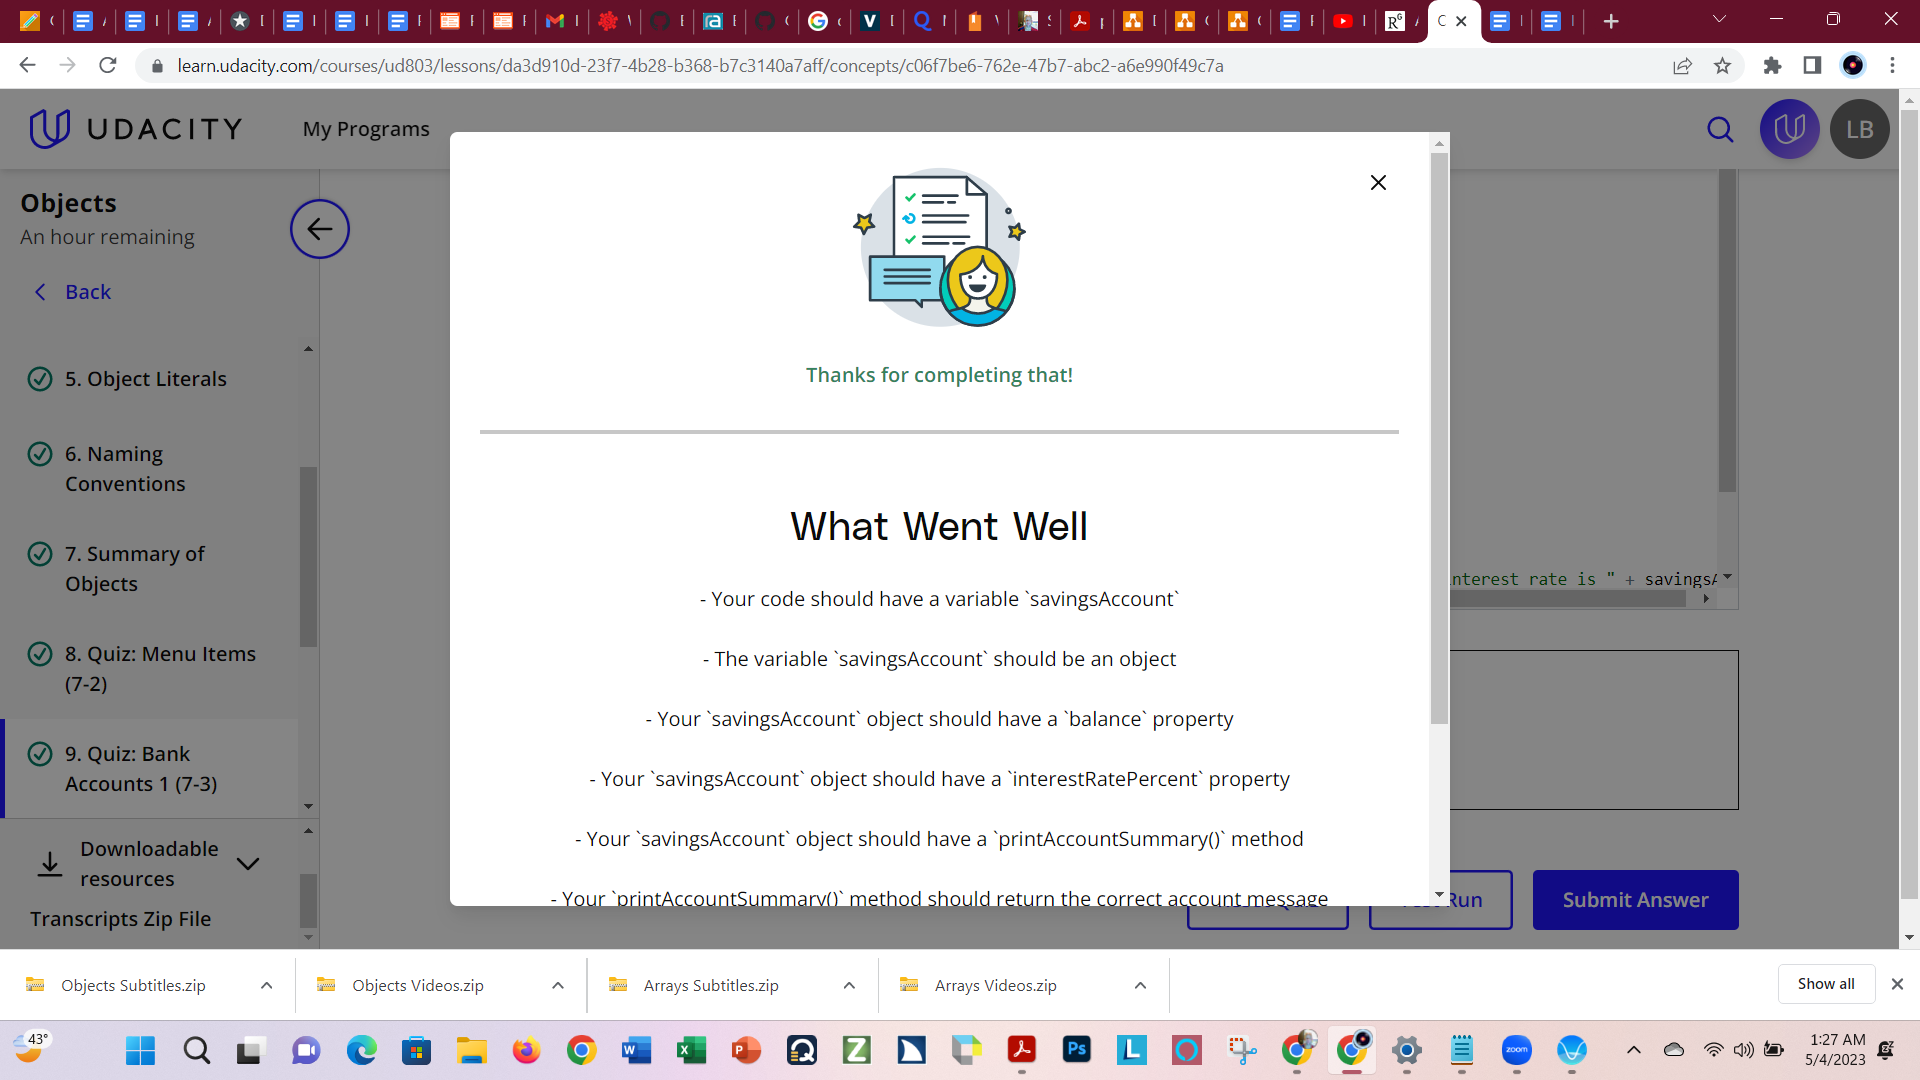 learn.udacity.com/courses/ud803/lessons/da3d910d-23f7-4b28-b368-b7c3140a7aff/concepts/c06f7be6-762e-47b7-abc2-a6e990f49c7a
UDACITY
My Programs
LB
Objects
An hour remaining
Back
5. Object Literals
6. Naming
Conventions
7. Summary of
Objects
8. Quiz: Menu Items
(7-2)
9. Quiz: Bank
Accounts 1 (7-3)
Downloadable
resources
Transcripts Zip File
Thanks for completing that!
What Went Well
- Your code should have a variable `savingsAccount`
- The variable `savingsAccount` should be an object
- Your `savingsAccount` object should have a `balance` property
- Your `savingsAccount` object should have a `interestRatePercent` property
- Your `savingsAccount` object should have a `printAccountSummary()` method
- Your `printAccountSummary()` method should return the correct account message
nterest rate is " + savingsA
Run
Submit Answer
Objects Subtitles.zip
Objects Videos.zip
Arrays Subtitles.zip
Arrays Videos.zip
Show all
43°
zoom
1:27 AM
5/4/2023